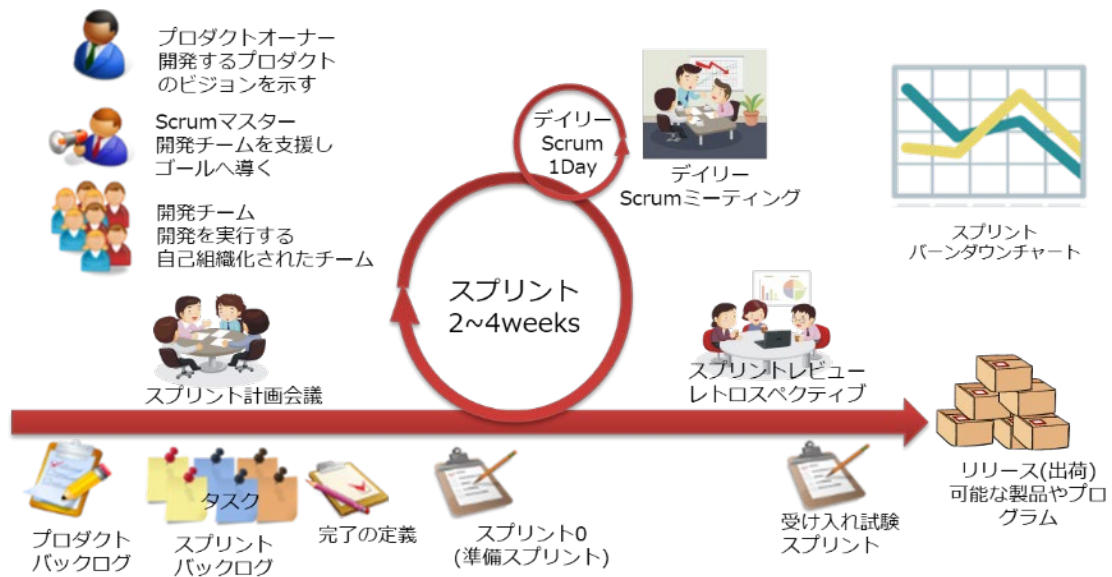 プロダクトオーナー
開発するプロダクト
のビジョンを示す
Scrumマスター
開発チームを支援し
ゴールへ導く
開発チーム
開発を実行する
自己組織化されたチーム
デイリー
Scrum
1Day
デイリー
Scrumミーティング
スプリント
バーンダウンチャート
スプリント
2~4weeks
スプリント計画会議
スプリントレビュー
レトロスペクティブ
プロダクト
バックログ
タスク
スプリント
バックログ
完了の定義
スプリント0
(準備スプリント)
受け入れ試験
スプリント
リリース(出荷)
可能な製品やプロ
グラム